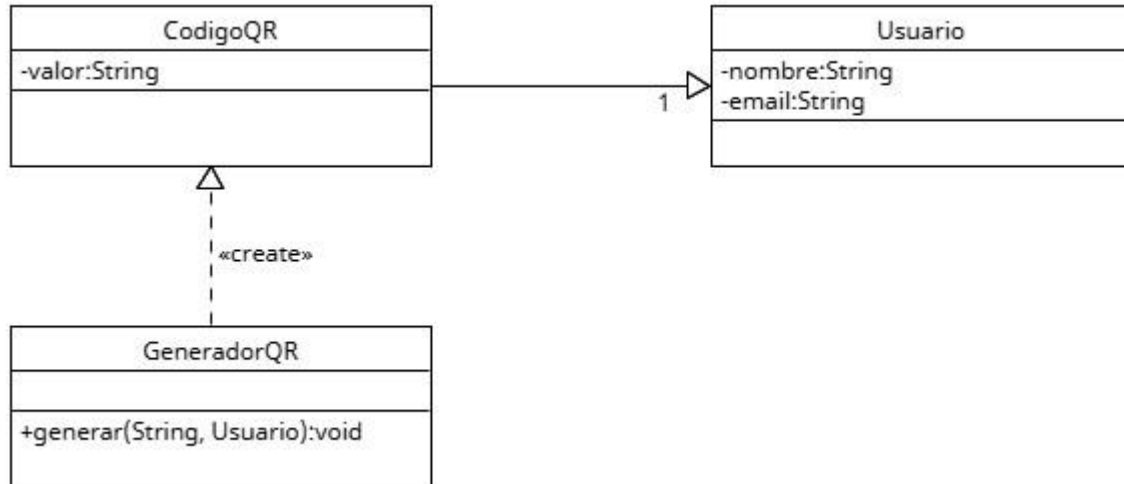 CodigoQR
-valor:String
Usuario
-nombre:String
-email:String
1
«create»
GeneradorQR
+generar(String, Usuario):void